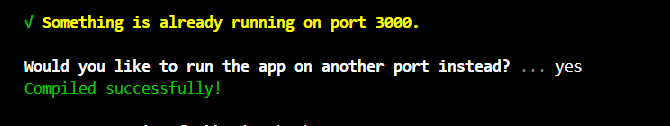 √ Something is already running on port 3000.
Would you like to run the app on another port instead? ... yes
Compiled successfully!